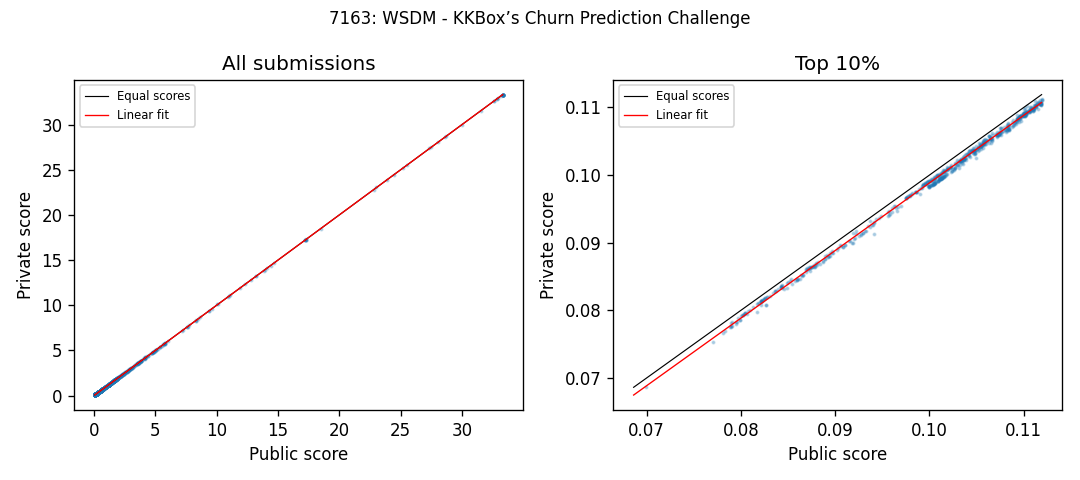 7163: WSDM - KKBox’s Churn Prediction Challenge
All submissions
Equal scores
Linear fit
Private score
30
25
20
15
10
5
0
0 5 10 15 20 25 30
Public score
Top 10%
Equal scores
Linear fit
Private score
0.11
0.10
0.09
0.08
0.07
0.07 0.08 0.09 0.10 0.11
Public score